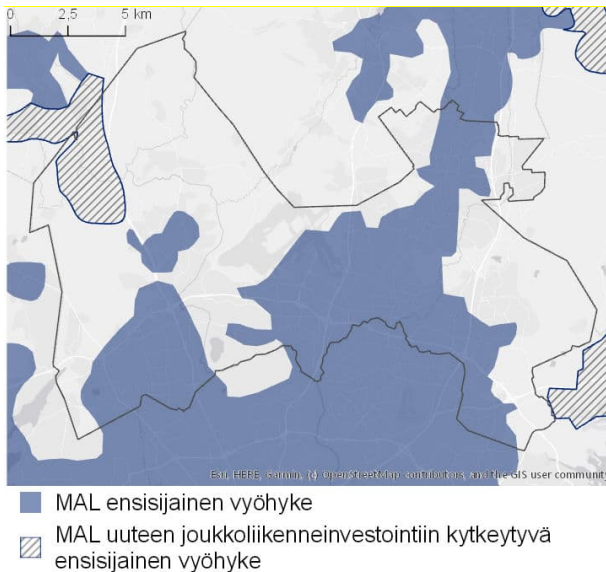 0 2,5 5 km
Esri, HERE, Garmin, (c) OpenStreetMap contributors, and the GIS user community
MAL ensisijainen vyöhyke
MAL uuteen joukkoliikenneinvestointiin kytkeytyvä
ensisijainen vyöhyke